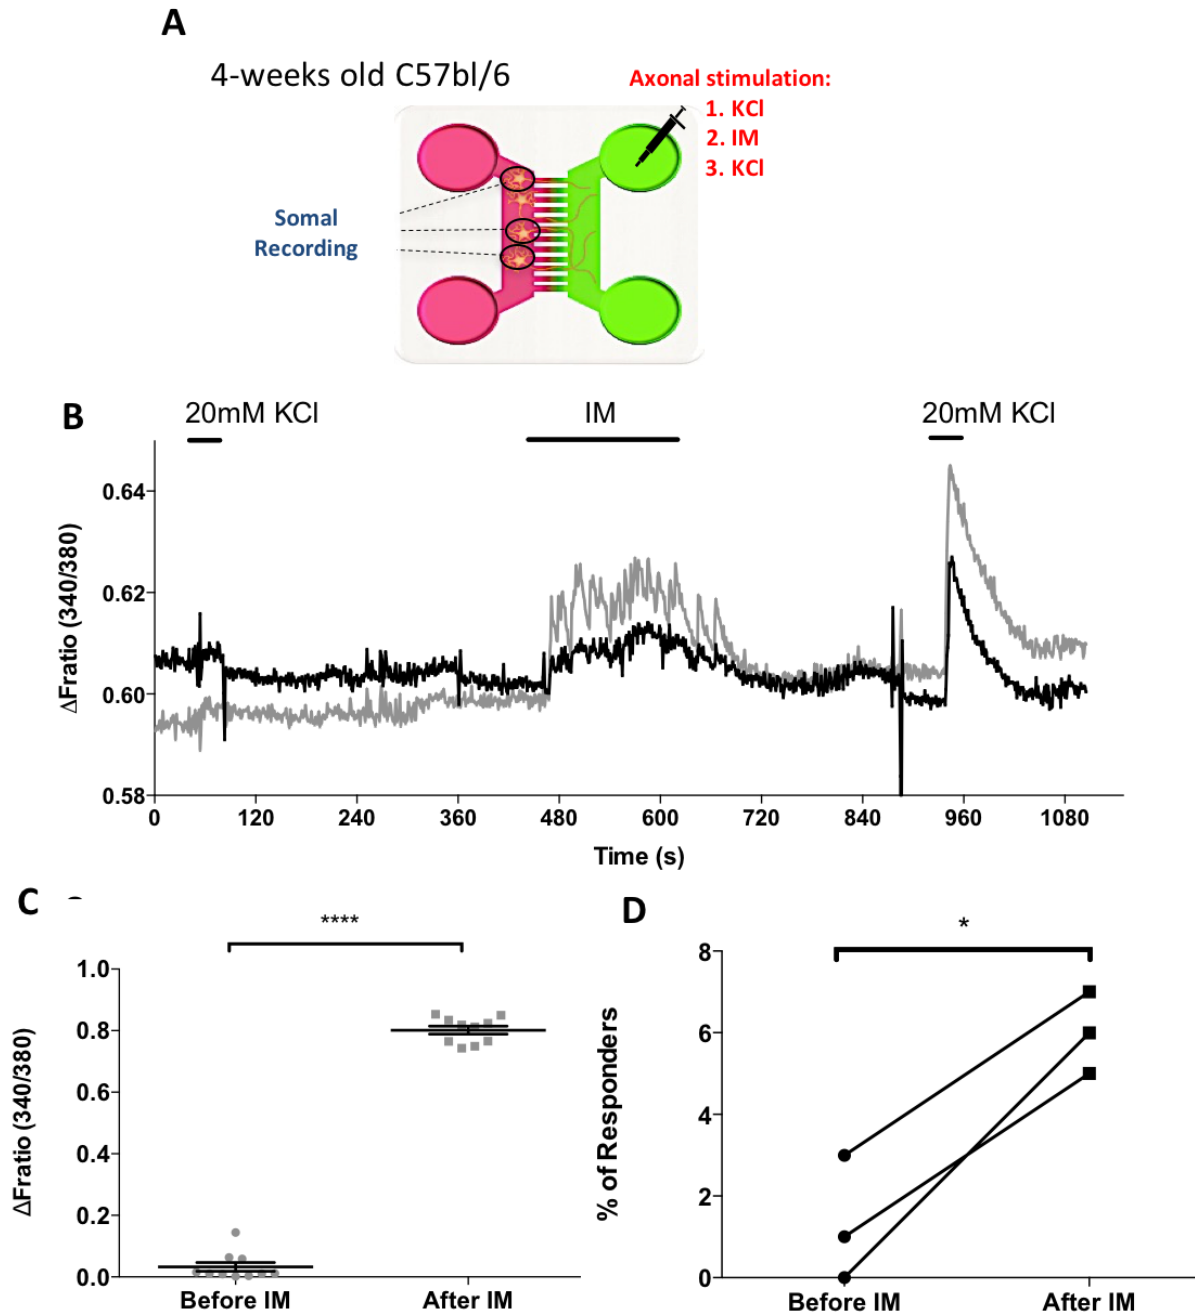 A
4-weeks old C57bl/6
Axonal stimulation:
1. KCl
2. IM
3. KCl
Somal
Recording
B
20mM KCl
IM
20mM KCl
ΔFratio (340/380)
0.64
0.62
0.60
0.58
0
120
240
360
480
600
720
840
960
1080
Time (s)
C
****
ΔFratio (340/380)
1.0
0.8
0.6
0.4
0.2
0.0
Before IM
After IM
D
*
% of Responders
8
6
4
2
0
Before IM
After IM